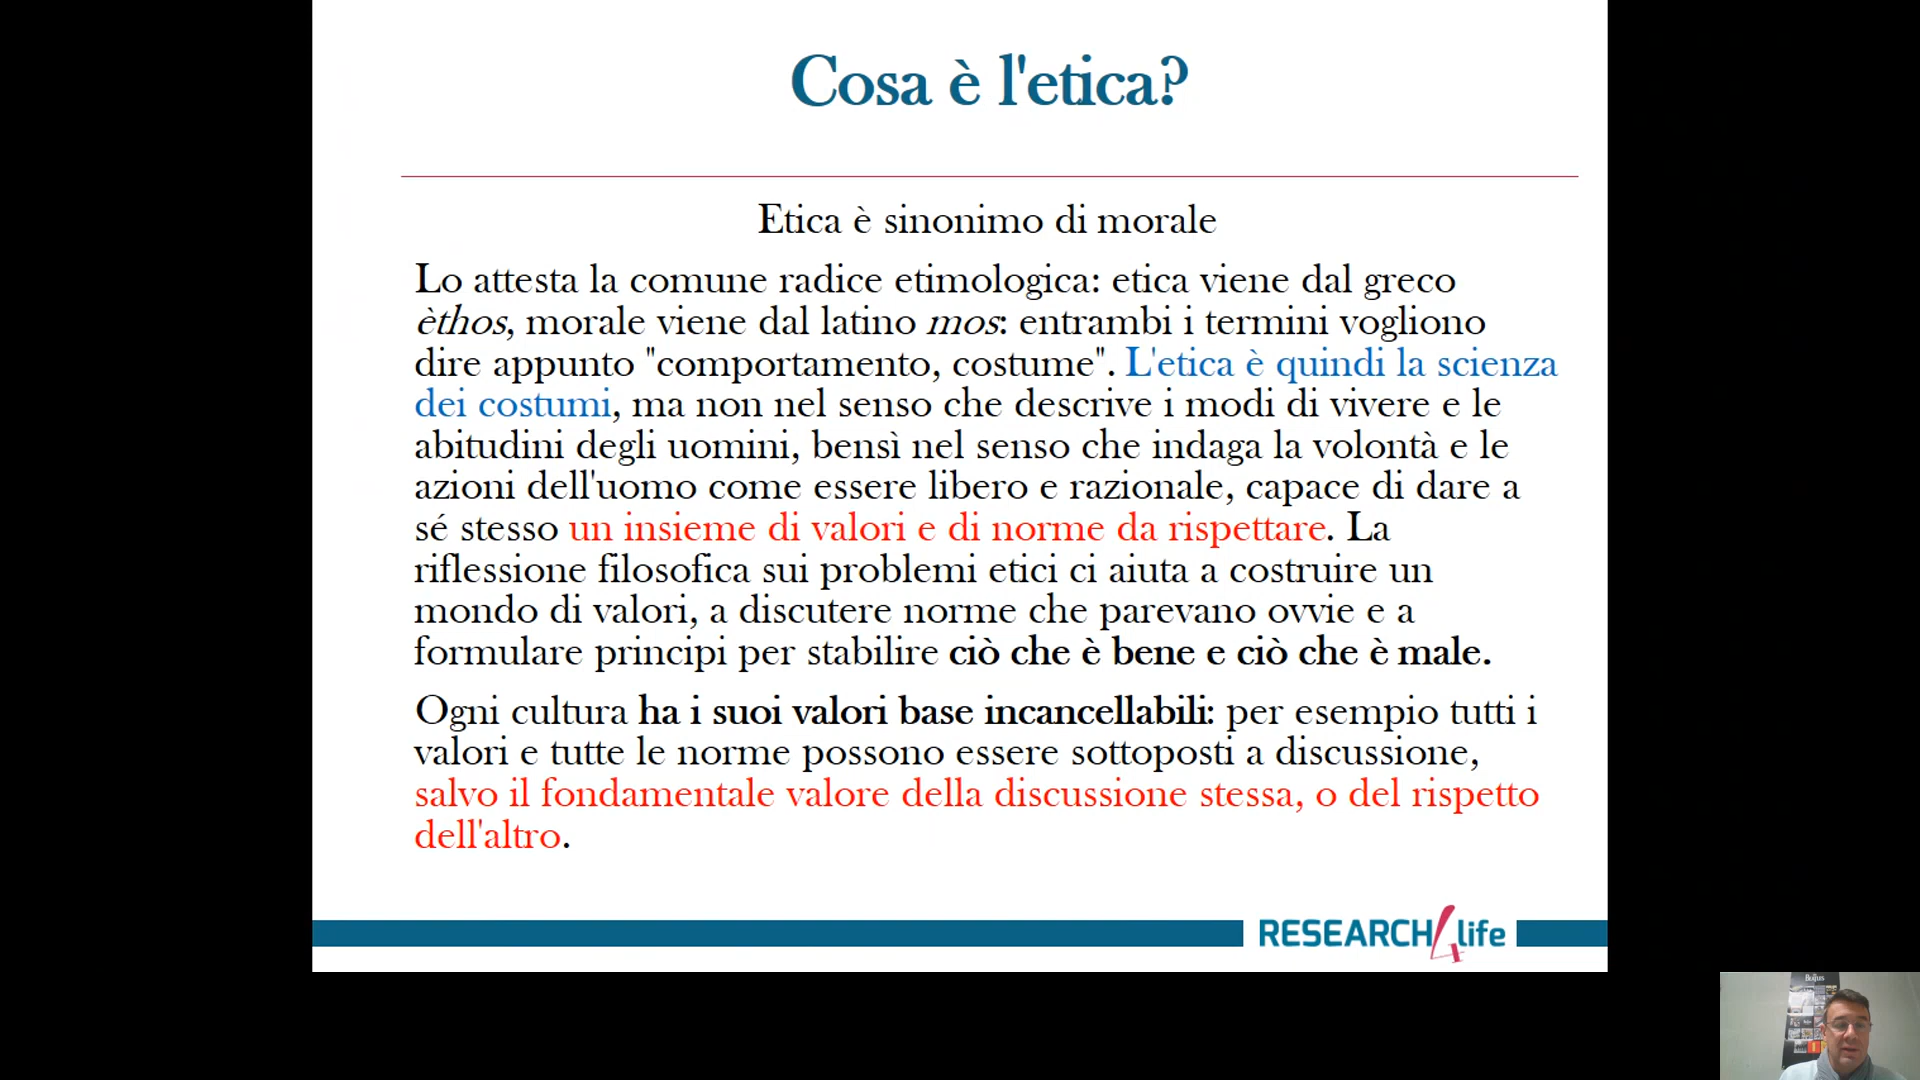 Cosa è l'etica?
Etica è sinonimo di morale
Lo attesta la comune radice etimologica: etica viene dal greco
èthos, morale viene dal latino mos: entrambi i termini vogliono
dire appunto "comportamento, costume". L'etica è quindi la scienza
dei costumi, ma non nel senso che descrive i modi di vivere e le
abitudini degli uomini, bensì nel senso che indaga la volontà e le
azioni dell'uomo come essere libero e razionale, capace di dare a
sé stesso un insieme di valori e di norme da rispettare. La
riflessione filosofica sui problemi etici ci aiuta a costruire un
mondo di valori, a discutere norme che parevano ovvie e a
formulare principi per stabilire ciò che è bene e ciò che è male.
Ogni cultura ha i suoi valori base incancellabili: per esempio tutti i
valori e tutte le norme possono essere sottoposti a discussione,
salvo il fondamentale valore della discussione stessa, o del rispetto
dell'altro.
RESEARCH4life